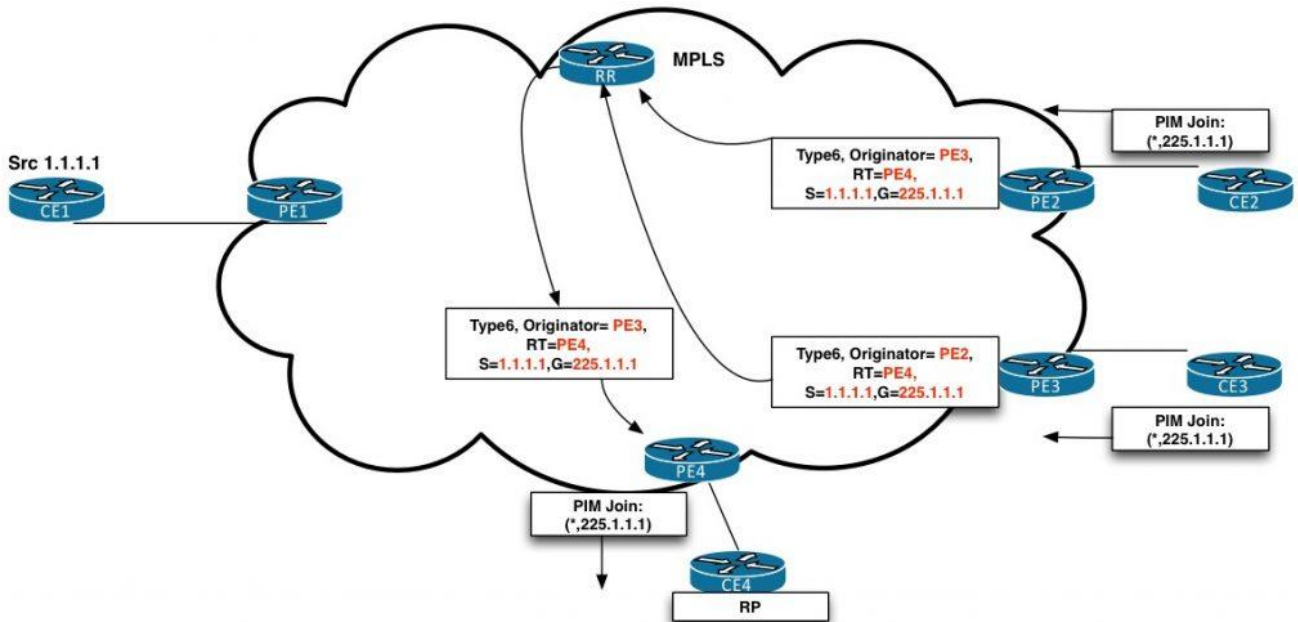 RR
MPLS
PIM Join:
(*,225.1.1.1)
Type6, Originator= PE3,
RT=PE4,
S=1.1.1.1,G=225.1.1.1
PE2
CE2
Src 1.1.1.1
CE1
PE1
Type6, Originator= PE3,
RT=PE4,
S=1.1.1.1,G=225.1.1.1
Type6, Originator= PE2,
RT=PE4,
S=1.1.1.1,G=225.1.1.1
PE3
CE3
PIM Join:
(*,225.1.1.1)
PE4
PIM Join:
(*,225.1.1.1)
CE4
RP